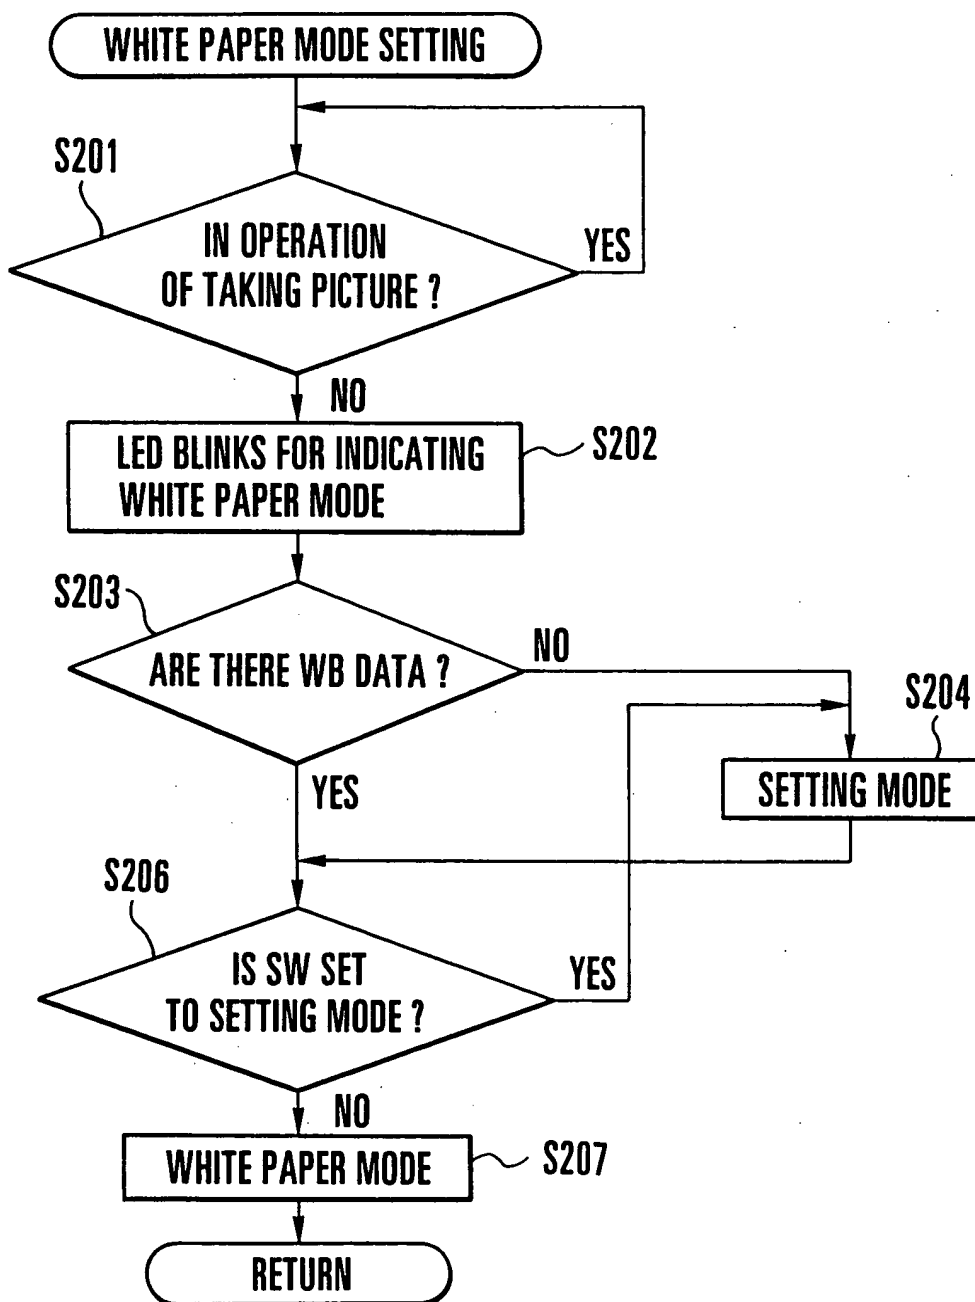 WHITE PAPER MODE SETTING
S201
IN OPERATION
OF TAKING PICTURE ?
YES
NO
LED BLINKS FOR INDICATING
WHITE PAPER MODE
S202
S203
ARE THERE WB DATA ?
NO
S204
YES
SETTING MODE
S206
IS SW SET
TO SETTING MODE ?
YES
NO
WHITE PAPER MODE
S207
RETURN